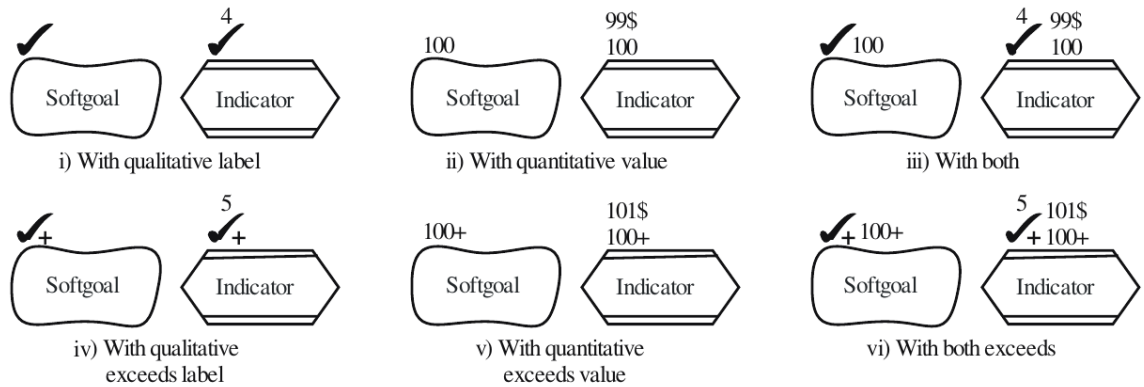 4 99$ 4 99$
✔ ✔ 100 100 ✔ 100 ✔ 100
Softgoal Indicator Softgoal Indicator Softgoal Indicator
i) With qualitative label ii) With quantitative value iii) With both
5 101$ 5 101$
✔+ ✔+ 100+ 100+ ✔+ 100+ ✔+ 100+
Softgoal Indicator Softgoal Indicator Softgoal Indicator
iv) With qualitative v) With quantitative vi) With both exceeds
exceeds label exceeds value